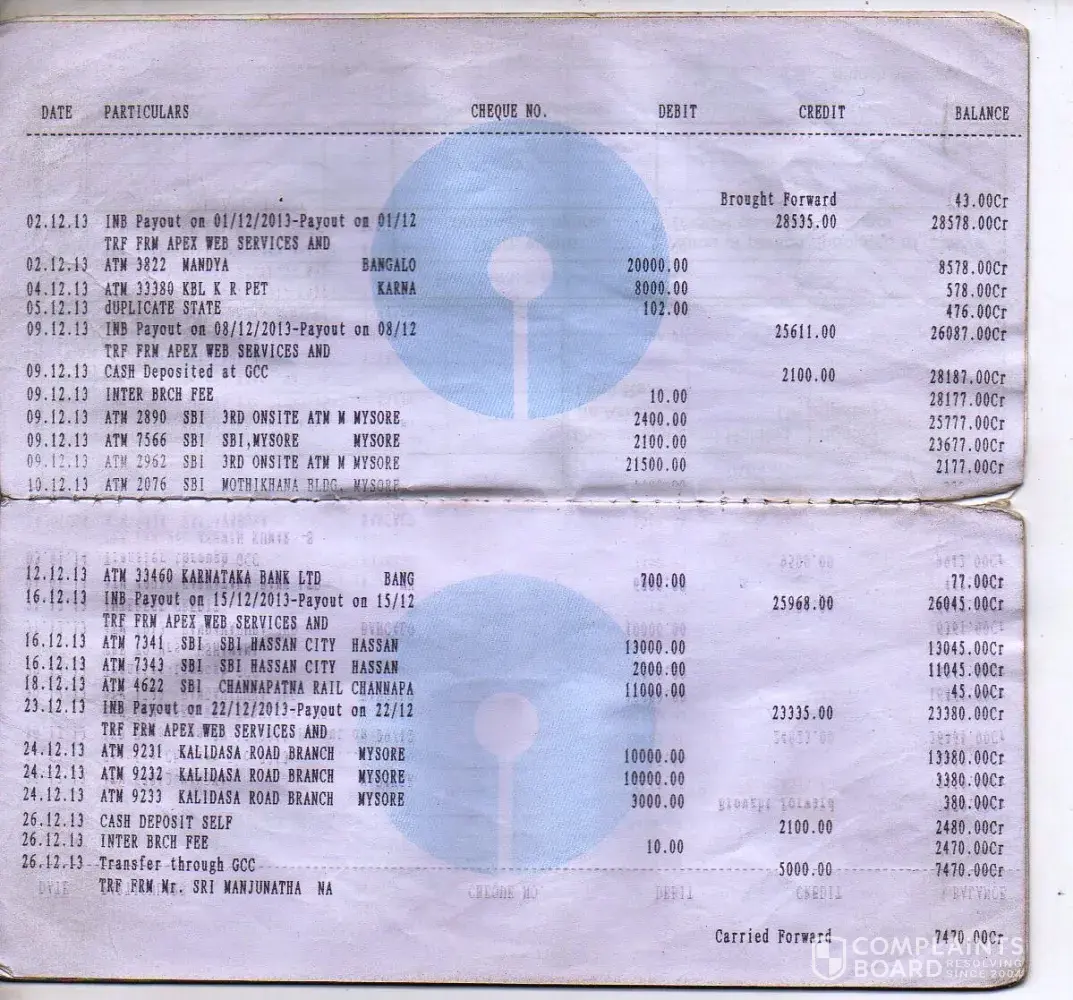 DATE PARTICULARS CHEQUE NO. DEBIT CREDIT BALANCE
Brought Forward 43.00Cr
02.12.13 INB Payout on 01/12/2013-Payout on 01/12 28535.00 28578.00Cr
TRF FRM APEX WEB SERVICES AND
02.12.13 ATM 3822 MANDYA BANGALO 20000.00 8578.00Cr
04.12.13 ATM 33380 KBL K R PET KARNA 8000.00 578.00Cr
05.12.13 dUPLICATE STATE 102.00 476.00Cr
09.12.13 INB Payout on 08/12/2013-Payout on 08/12 25611.00 26087.00Cr
TRF FRM APEX WEB SERVICES AND
09.12.13 CASH Deposited at GCC 2100.00 28187.00Cr
09.12.13 INTER BRCH FEE 10.00 28177.00Cr
09.12.13 ATM 2890 SBI 3RD ONSITE ATM M MYSORE 2400.00 25777.00Cr
09.12.13 ATM 7566 SBI SBI,MYSORE MYSORE 2100.00 23677.00Cr
09.12.13 ATM 2962 SBI 3RD ONSITE ATM M MYSORE 21500.00 2177.00Cr
10.12.13 ATM 2076 SBI MOTHIKHANA BLDG, MYSORE
12.12.13 ATM 33460 KARNATAKA BANK LTD BANG 700.00 77.00Cr
16.12.13 INB Payout on 15/12/2013-Payout on 15/12 25968.00 26045.00Cr
TRF FRM APEX WEB SERVICES AND
16.12.13 ATM 7341 SBI SBI HASSAN CITY HASSAN 13000.00 13045.00Cr
16.12.13 ATM 7343 SBI SBI HASSAN CITY HASSAN 2000.00 11045.00Cr
18.12.13 ATM 4622 SBI CHANNAPATNA RAIL CHANNAPA 11000.00 45.00Cr
23.12.13 INB Payout on 22/12/2013-Payout on 22/12 23335.00 23380.00Cr
TRF FRM APEX WEB SERVICES AND
24.12.13 ATM 9231 KALIDASA ROAD BRANCH MYSORE 10000.00 13380.00Cr
24.12.13 ATM 9232 KALIDASA ROAD BRANCH MYSORE 10000.00 3380.00Cr
24.12.13 ATM 9233 KALIDASA ROAD BRANCH MYSORE 3000.00 380.00Cr
26.12.13 CASH DEPOSIT SELF 2100.00 2480.00Cr
26.12.13 INTER BRCH FEE 10.00 2470.00Cr
26.12.13 Transfer through GCC 5000.00 7470.00Cr
TRF FRM Mr. SRI MANJUNATHA NA
Carried Forward 7470.00Cr
COMPLAINTS
BOARD RESOLVING
SINCE 2004